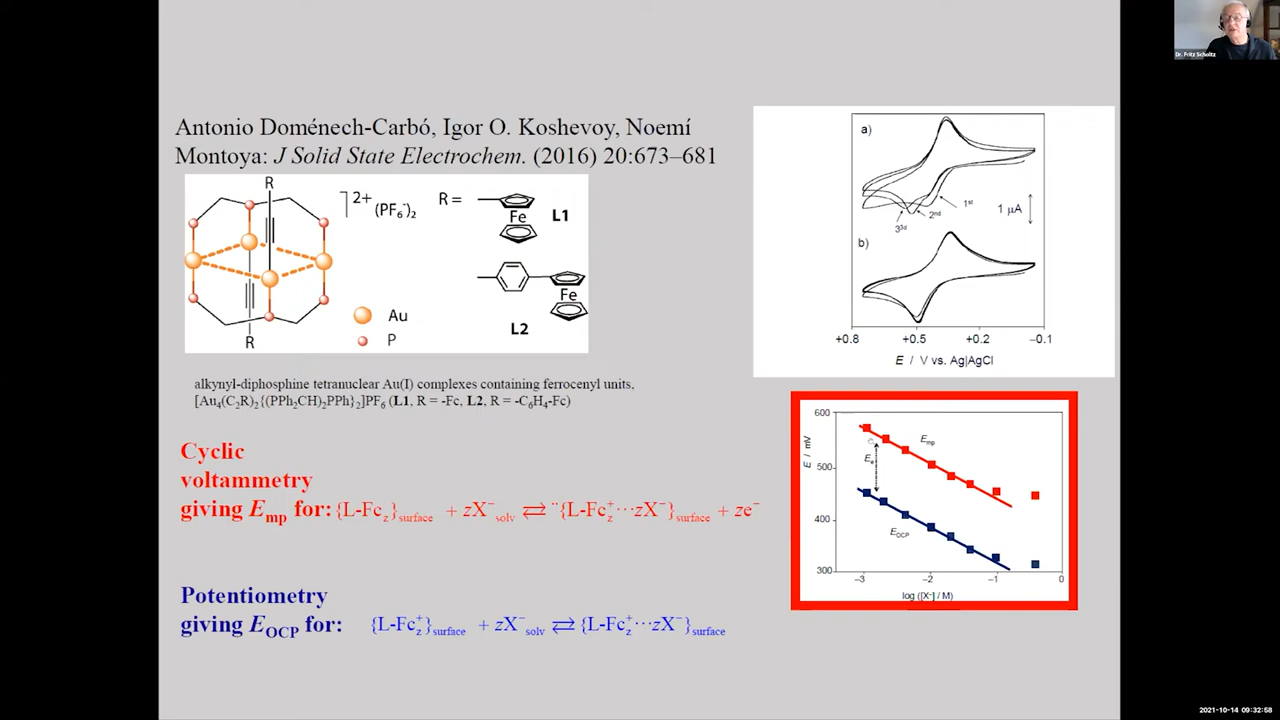 Dr. Fritz Scholtz
Antonio Doménech-Carbó, Igor O. Koshevoy, Noemí
Montoya: J Solid State Electrochem. (2016) 20:673–681
R
]2+ (PF6−)2
R =
Fe
L1
Fe
L2
Au
P
R
alkynyl-diphosphine tetranuclear Au(I) complexes containing ferrocenyl units,
[Au4(C2R)2{(PPh2CH)2PPh}2]PF6 (L1, R = -Fc, L2, R = -C6H4-Fc)
a)
1st
2nd
33d
1 μA
b)
+0.8 +0.5 +0.2 −0.1
E / V vs. Ag|AgCl
Cyclic
voltammetry
giving Emp for: {L-Fcz}surface + zX−solv ⇄ ¨{L-Fcz+···zX−}surface + ze−
600
500
400
300
E / mV
Emp
EOCP
−3 −2 −1 0
log ([X−] / M)
Potentiometry
giving EOCP for: {L-Fcz+}surface + zX−solv ⇄ {L-Fcz+···zX−}surface
2021-10-14 09:32:58